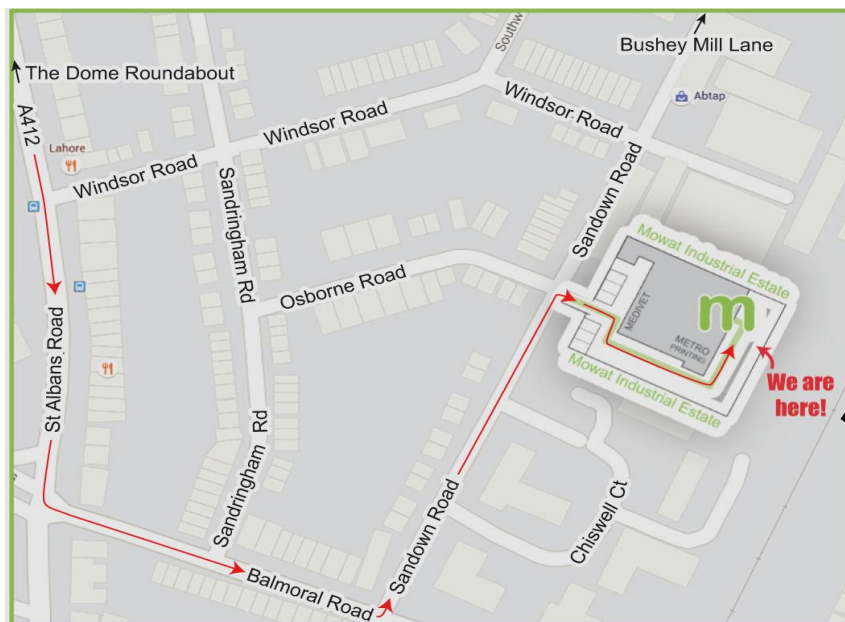 Bushey Mill Lane
Southw
The Dome Roundabout
A412
Abtap
Lahore
Windsor Road
Windsor Road
Windsor Road
Sandringham Rd
Sandown Road
Osborne Road
Mowat Industrial Estate
MEDIVET
m
METRO
PRINTING
Mowat Industrial Estate
We are
here!
St Albans Road
Sandringham Rd
Sandown Road
Chiswell Ct
Balmoral Road